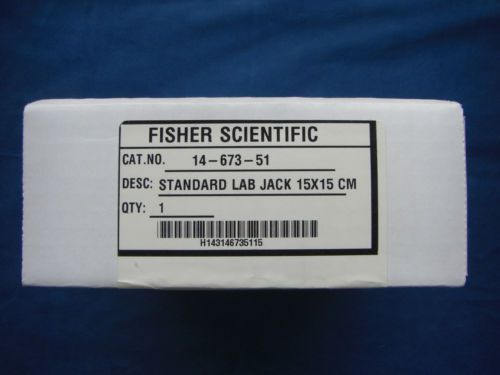 FISHER SCIENTIFIC
CAT.NO. 14-673-51
DESC: STANDARD LAB JACK 15X15 CM
QTY: 1
H143146735115